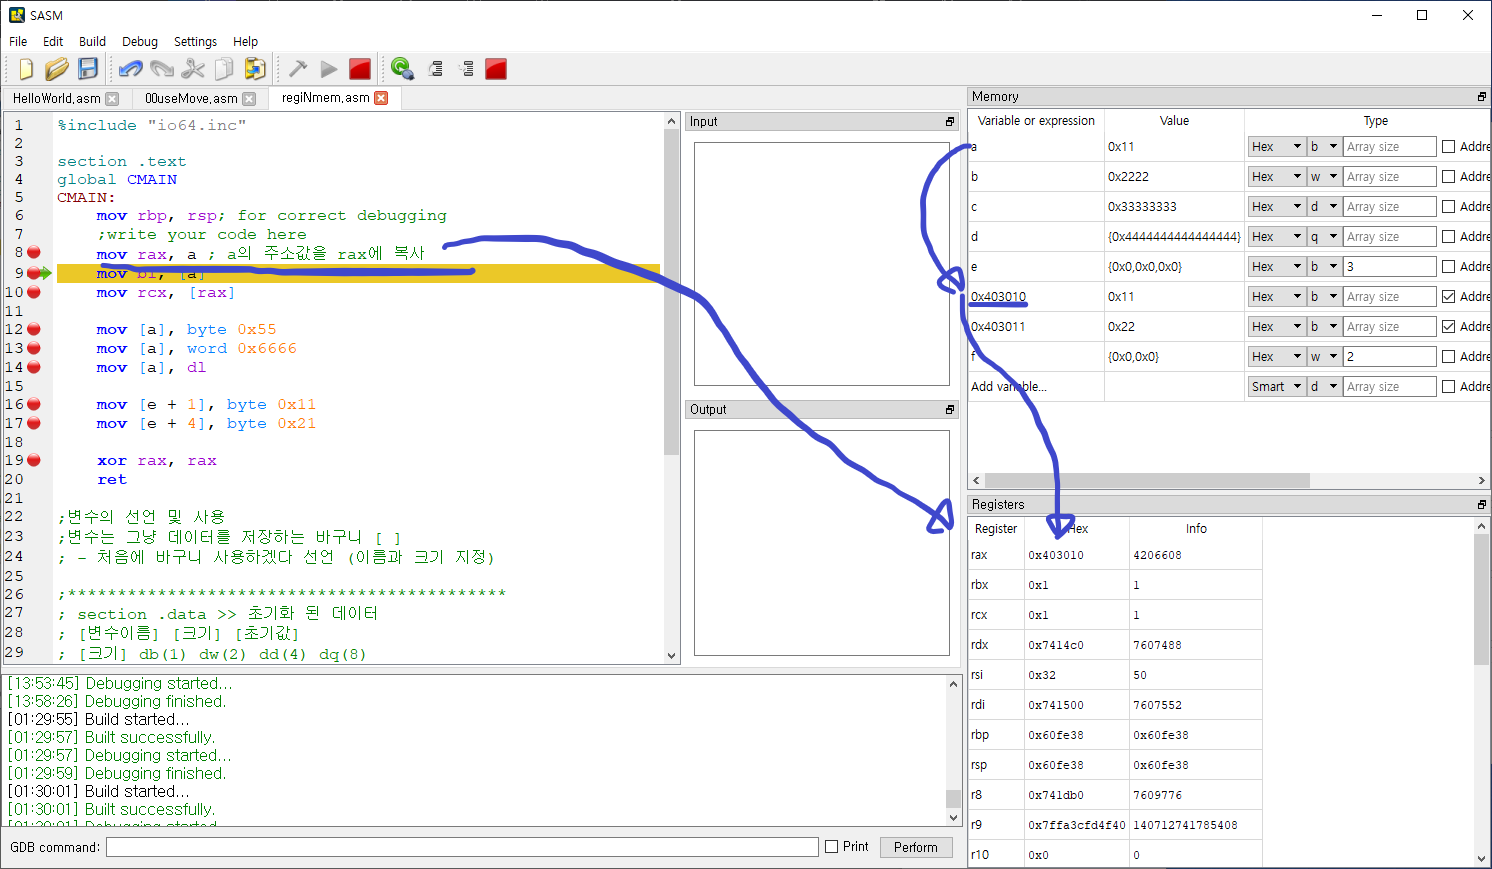 SASM
File Edit Build Debug Settings Help
HelloWorld.asm 00useMove.asm regiNmem.asm
1 %include "io64.inc"
2
3 section .text
4 global CMAIN
5 CMAIN:
6 mov rbp, rsp; for correct debugging
7 ;write your code here
8 mov rax, a ; a의 주소값을 rax에 복사
9 mov bl, [a]
10 mov rcx, [rax]
11
12 mov [a], byte 0x55
13 mov [a], word 0x6666
14 mov [a], dl
15
16 mov [e + 1], byte 0x11
17 mov [e + 4], byte 0x21
18
19 xor rax, rax
20 ret
21
22 ;변수의 선언 및 사용
23 ;변수는 그냥 데이터를 저장하는 바구니 [ ]
24 ; - 처음에 바구니 사용하겠다 선언 (이름과 크기 지정)
25
26 ;********************************************
27 ; section .data >> 초기화 된 데이터
28 ; [변수이름] [크기] [초기값]
29 ; [크기] db(1) dw(2) dd(4) dq(8)
Input
Output
Memory
Variable or expression Value Type
a 0x11 Hex b Array size Addre
b 0x2222 Hex w Array size Addre
c 0x33333333 Hex d Array size Addre
d {0x4444444444444444} Hex q Array size Addre
e {0x0,0x0,0x0} Hex b 3 Addre
0x403010 0x11 Hex b Array size Addre
0x403011 0x22 Hex b Array size Addre
f {0x0,0x0} Hex w 2 Addre
Add variable... Smart d Array size Addre
Registers
Register Hex Info
rax 0x403010 4206608
rbx 0x1 1
rcx 0x1 1
rdx 0x7414c0 7607488
rsi 0x32 50
rdi 0x741500 7607552
rbp 0x60fe38 0x60fe38
rsp 0x60fe38 0x60fe38
r8 0x741db0 7609776
r9 0x7ffa3cfd4f40 140712741785408
r10 0x0 0
[13:53:45] Debugging started...
[13:58:26] Debugging finished.
[01:29:55] Build started...
[01:29:57] Built successfully.
[01:29:57] Debugging started...
[01:29:59] Debugging finished.
[01:30:01] Build started...
[01:30:01] Built successfully.
[01:30:01] Debugging started
GDB command: Print Perform